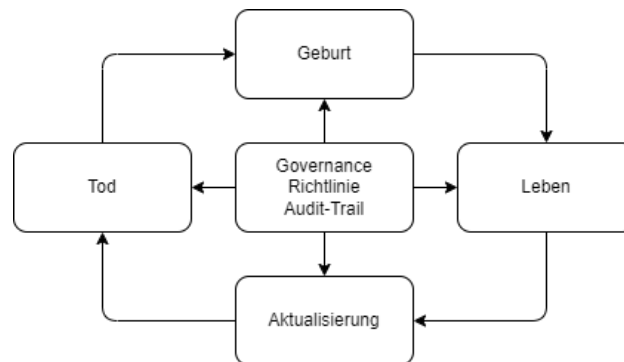 Geburt
Tod
Governance
Richtlinie
Audit-Trail
Leben
Aktualisierung